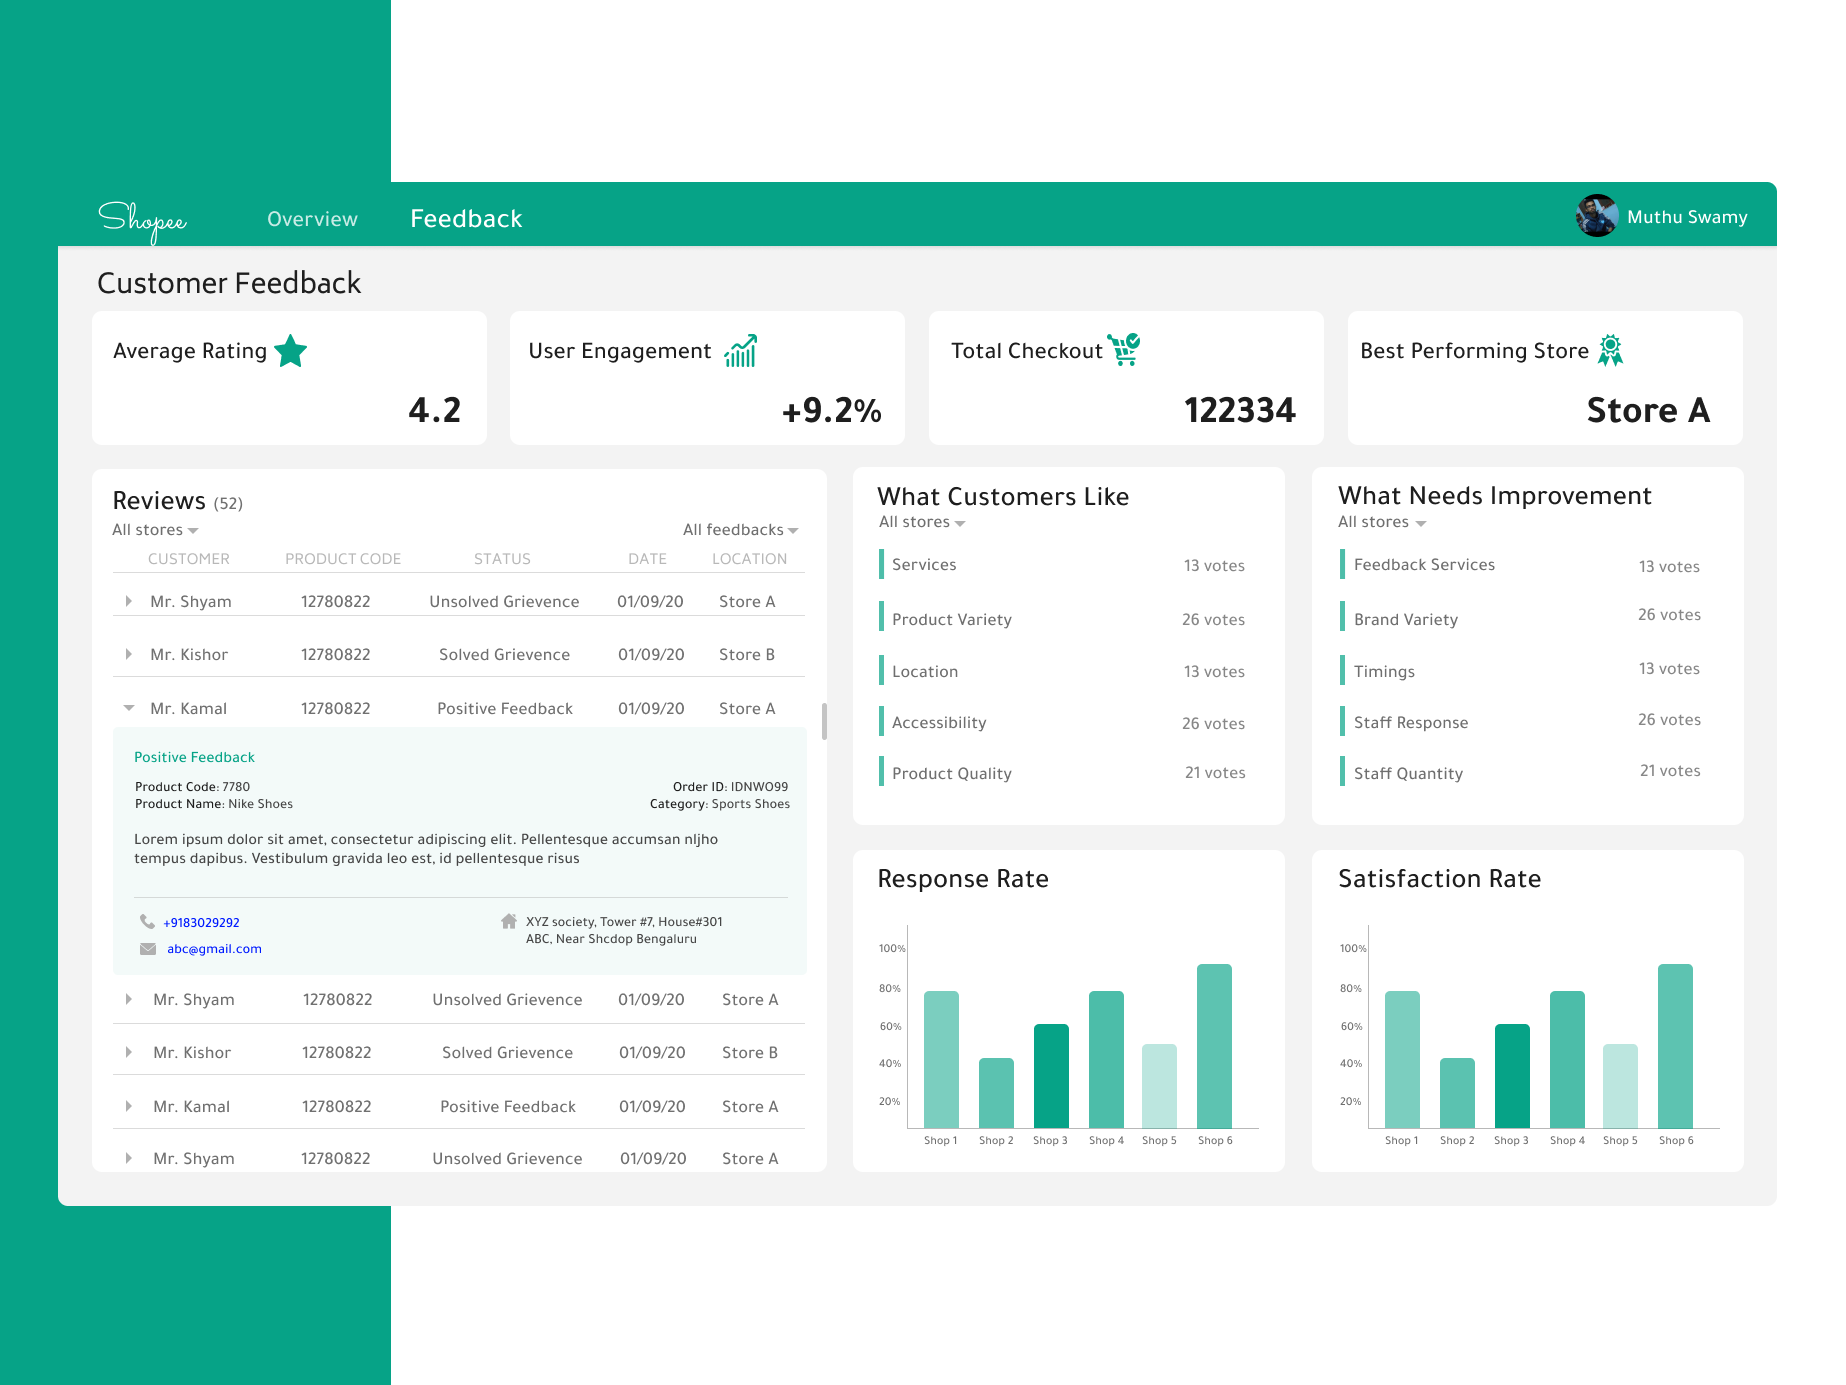 Shopee
Overview
Feedback
Muthu Swamy
Customer Feedback
Average Rating
4.2
User Engagement
+9.2%
Total Checkout
122334
Best Performing Store
Store A
Reviews (52)
All stores
All feedbacks
CUSTOMER PRODUCT CODE STATUS DATE LOCATION
Mr. Shyam 12780822 Unsolved Grievence 01/09/20 Store A
Mr. Kishor 12780822 Solved Grievence 01/09/20 Store B
Mr. Kamal 12780822 Positive Feedback 01/09/20 Store A
Positive Feedback
Product Code: 7780
Product Name: Nike Shoes
Order ID: IDNWO99
Category: Sports Shoes
Lorem ipsum dolor sit amet, consectetur adipiscing elit. Pellentesque accumsan nljho
tempus dapibus. Vestibulum gravida leo est, id pellentesque risus
+9183029292
abc@gmail.com
XYZ society, Tower #7, House#301
ABC, Near Shcdop Bengaluru
Mr. Shyam 12780822 Unsolved Grievence 01/09/20 Store A
Mr. Kishor 12780822 Solved Grievence 01/09/20 Store B
Mr. Kamal 12780822 Positive Feedback 01/09/20 Store A
Mr. Shyam 12780822 Unsolved Grievence 01/09/20 Store A
What Customers Like
All stores
Services 13 votes
Product Variety 26 votes
Location 13 votes
Accessibility 26 votes
Product Quality 21 votes
What Needs Improvement
All stores
Feedback Services 13 votes
Brand Variety 26 votes
Timings 13 votes
Staff Response 26 votes
Staff Quantity 21 votes
Response Rate
100%
80%
60%
40%
20%
Shop 1 Shop 2 Shop 3 Shop 4 Shop 5 Shop 6
Satisfaction Rate
100%
80%
60%
40%
20%
Shop 1 Shop 2 Shop 3 Shop 4 Shop 5 Shop 6